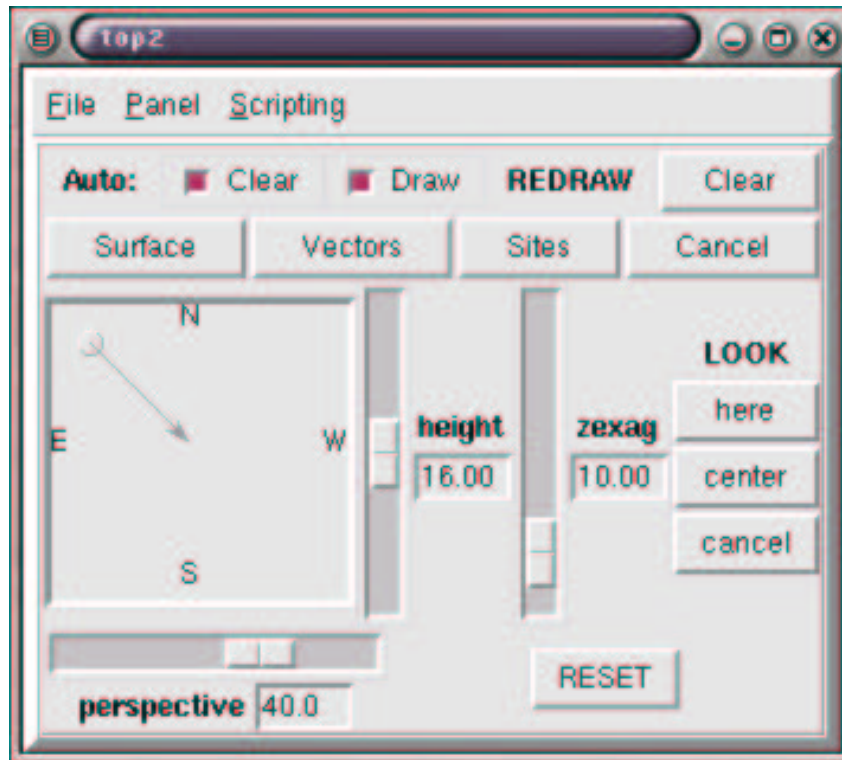 top2
File Panel Scripting
Auto: Clear Draw REDRAW Clear
Surface Vectors Sites Cancel
N
E W
S
height
16.00
zexag
10.00
LOOK
here
center
cancel
perspective 40.0
RESET